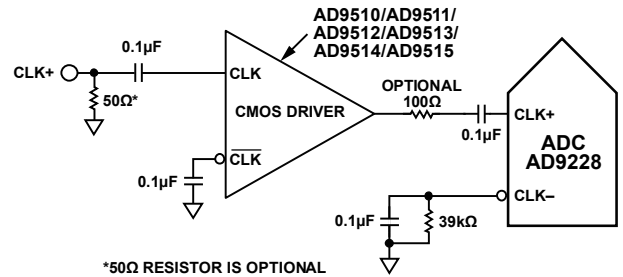 AD9510/AD9511/
AD9512/AD9513/
AD9514/AD9515
0.1µF
CLK+
CLK
OPTIONAL
100Ω
50Ω*
CMOS DRIVER
0.1µF
CLK+
ADC
AD9228
CLK
0.1µF
CLK–
0.1µF
39kΩ
*50Ω RESISTOR IS OPTIONAL